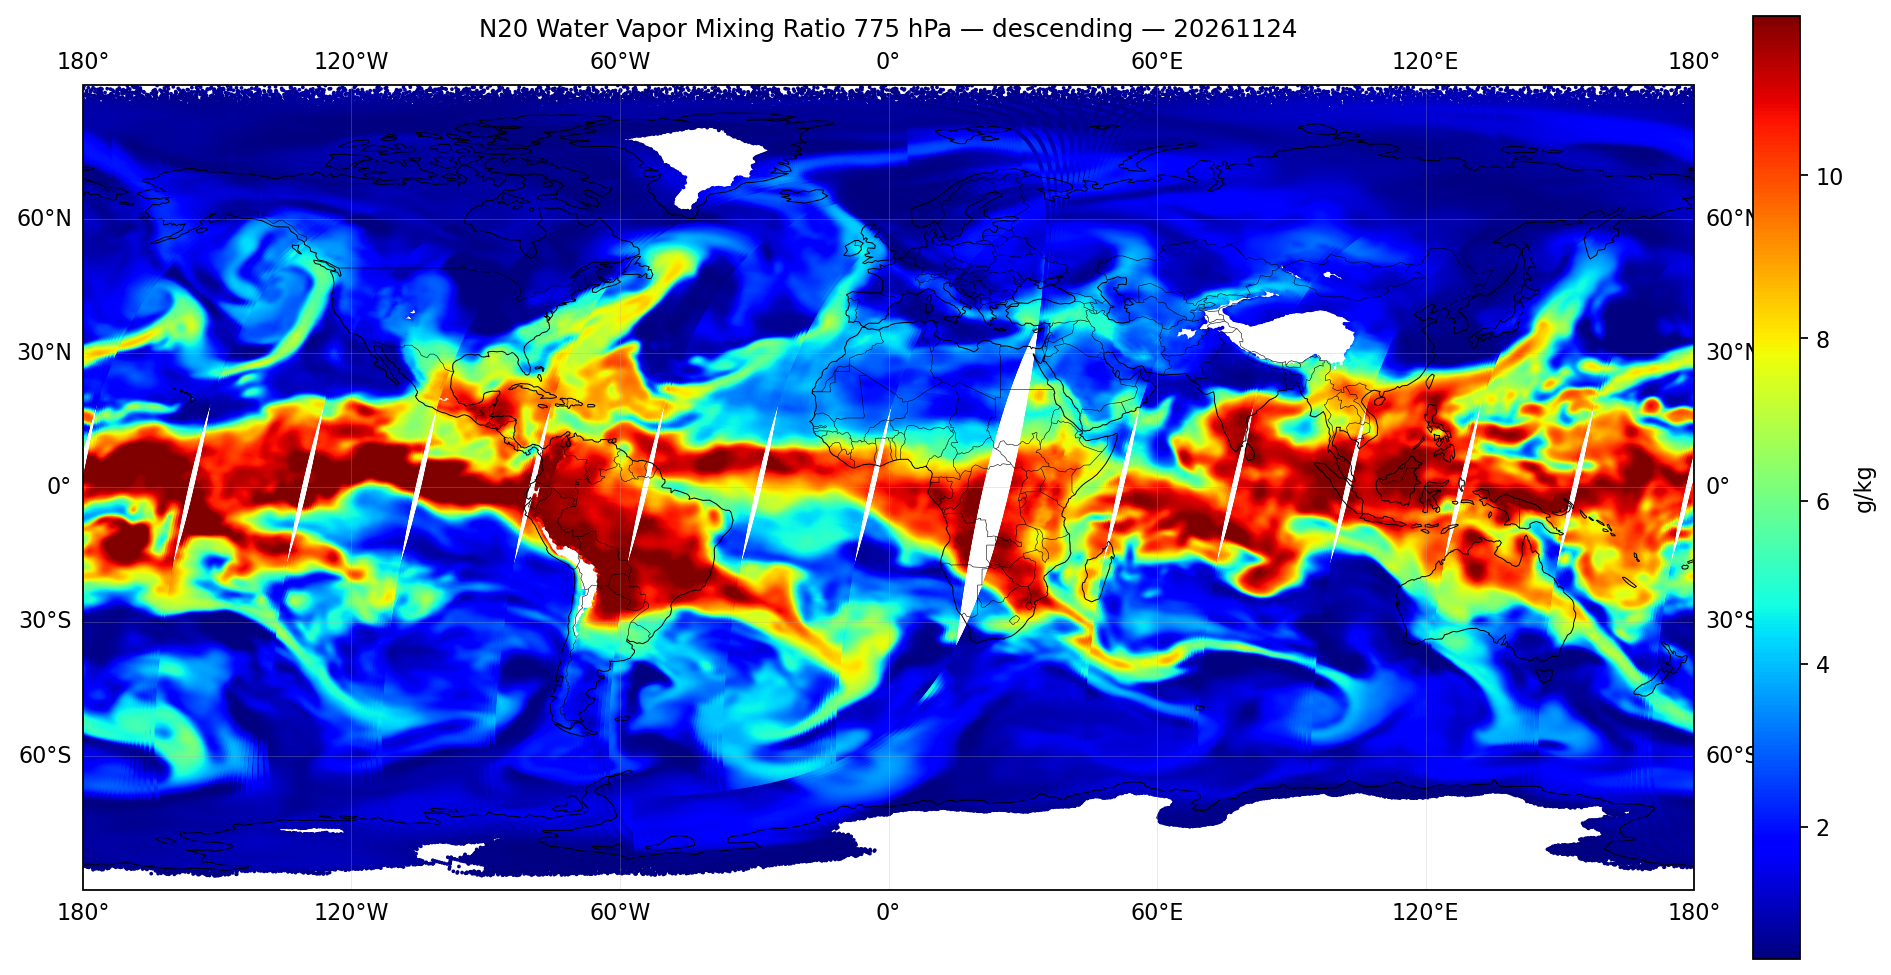 N20 Water Vapor Mixing Ratio 775 hPa — descending — 20261124
180° 120°W 60°W 0° 60°E 120°E 180°
10
60°N 60°N
8
30°N 30°N
6
0° 0°
g/kg
4
30°S 30°S
60°S 60°S
2
180° 120°W 60°W 0° 60°E 120°E 180°